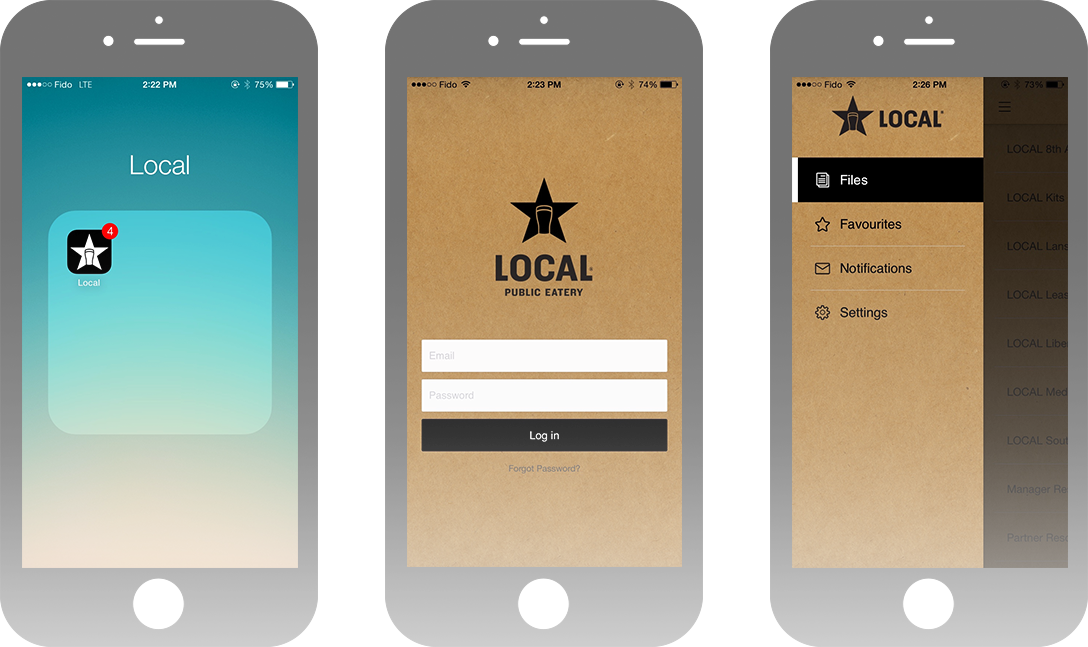 Fido LTE 2:22 PM 75%
Local
4
Local
Fido 2:23 PM 74%
LOCAL
PUBLIC EATERY
Email
Password
Log in
Forgot Password?
Fido 2:26 PM 73%
LOCAL
Files
Favourites
Notifications
Settings
LOCAL 8th
LOCAL Kits
LOCAL Lans
LOCAL Leas
LOCAL Libe
LOCAL Med
LOCAL Sout
Manager Re
Partner Reso